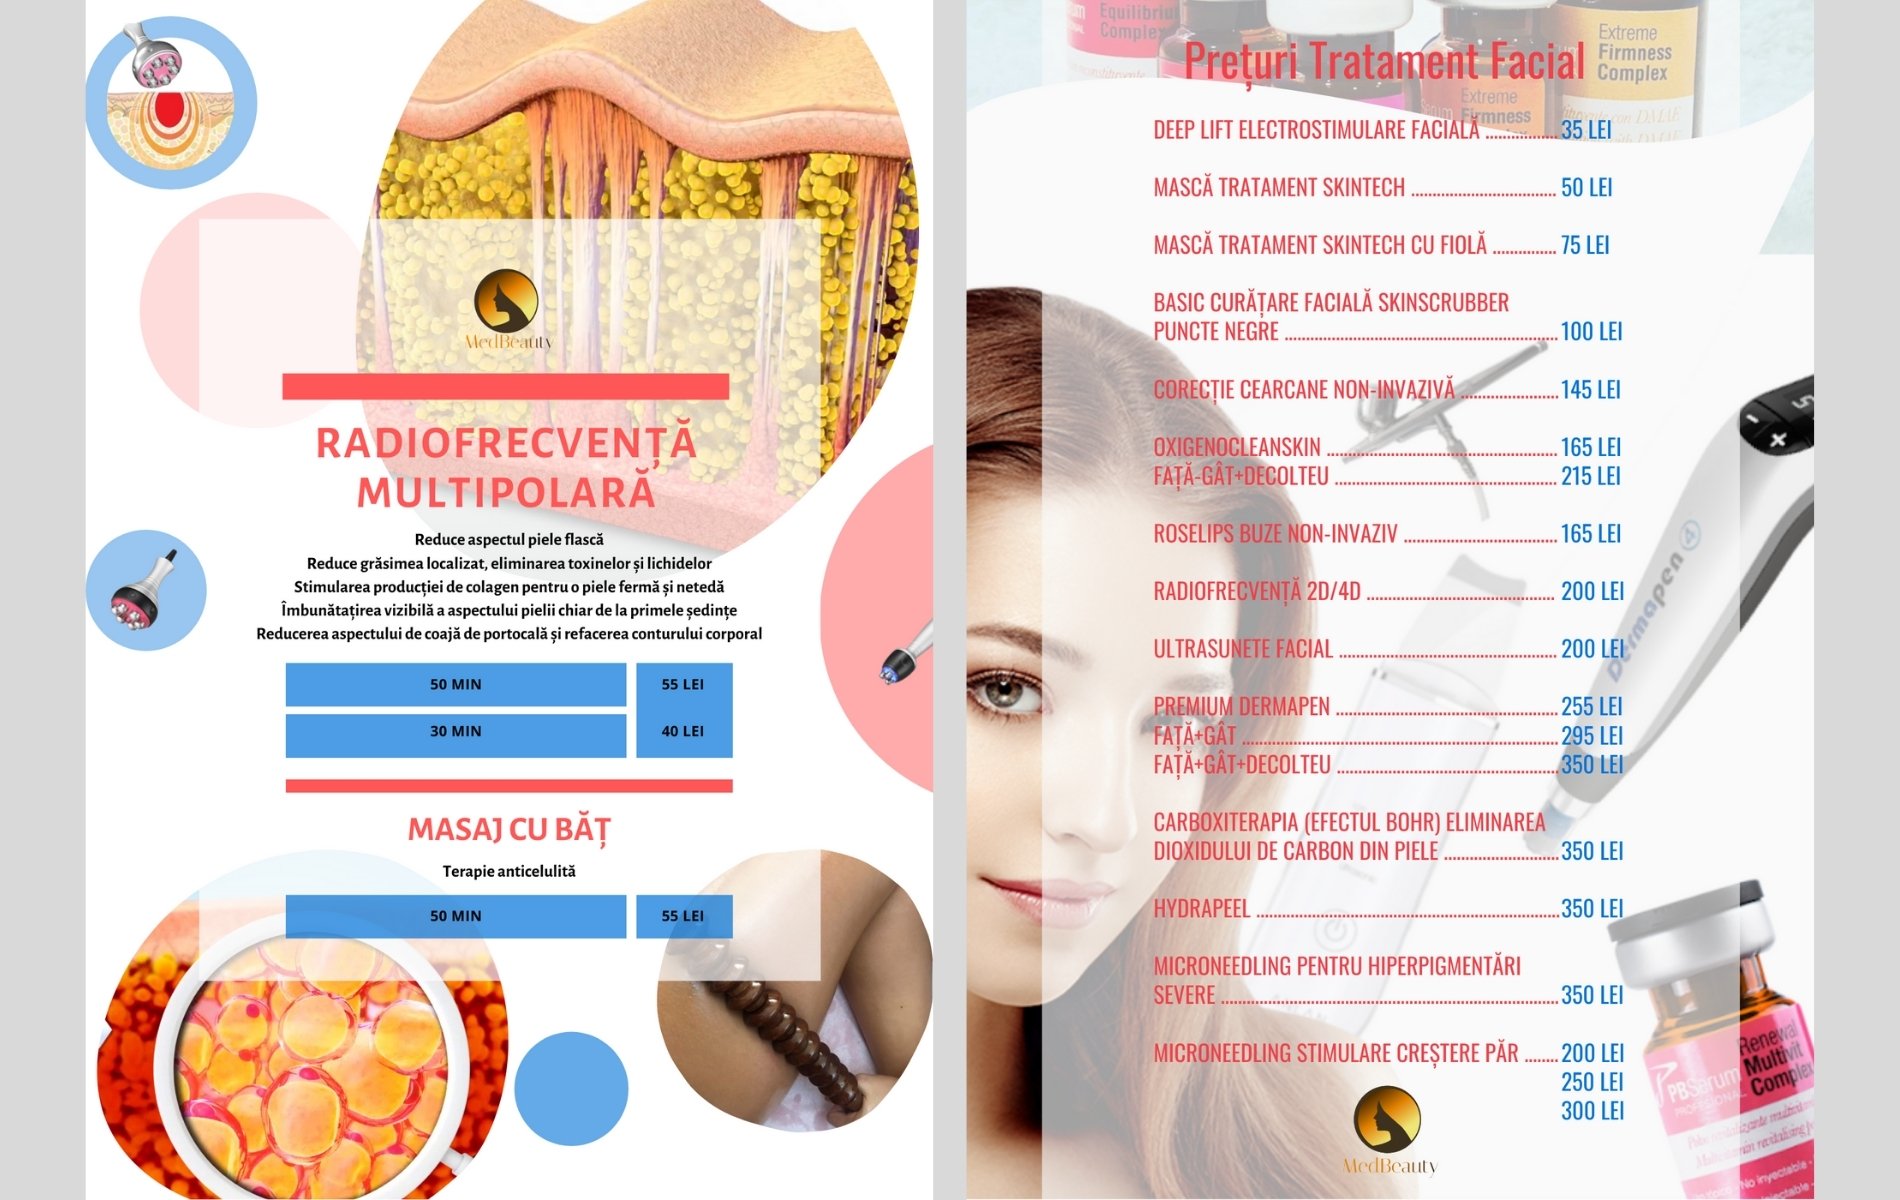 MedBeauty
RADIOFRECVENȚĂ
MULTIPOLARĂ
Reduce aspectul piele flască
Reduce grăsimea localizat, eliminarea toxinelor și lichidelor
Stimularea producției de colagen pentru o piele fermă și netedă
Îmbunătațirea vizibilă a aspectului pielii chiar de la primele ședințe
Reducerea aspectului de coajă de portocală și refacerea conturului corporal
50 MIN 55 LEI
30 MIN 40 LEI
MASAJ CU BĂȚ
Terapie anticelulită
50 MIN 55 LEI
Equilibriu
Complex
Extreme
Firmness
Complex
Extreme
Firmness
Prețuri Tratament Facial
DEEP LIFT ELECTROSTIMULARE FACIALĂ ................. 35 LEI
MASCĂ TRATAMENT SKINTECH .................................. 50 LEI
MASCĂ TRATAMENT SKINTECH CU FIOLĂ ............... 75 LEI
BASIC CURĂȚARE FACIALĂ SKINSCRUBBER
PUNCTE NEGRE ................................................................ 100 LEI
CORECȚIE CEARCANE NON-INVAZIVĂ ....................... 145 LEI
OXIGENOCLEANSKIN ...................................................... 165 LEI
FAȚĂ-GÂT+DECOLTEU .................................................... 215 LEI
ROSELIPS BUZE NON-INVAZIV .................................... 165 LEI
RADIOFRECVENȚĂ 2D/4D ............................................ 200 LEI
ULTRASUNETE FACIAL ................................................... 200 LEI
PREMIUM DERMAPEN .................................................... 255 LEI
FAȚĂ+GÂT .......................................................................... 295 LEI
FAȚĂ+GÂT+DECOLTEU .................................................... 350 LEI
CARBOXITERAPIA (EFECTUL BOHR) ELIMINAREA
DIOXIDULUI DE CARBON DIN PIELE ........................... 350 LEI
HYDRAPEEL ....................................................................... 350 LEI
MICRONEEDLING PENTRU HIPERPIGMENTĂRI
SEVERE ............................................................................... 350 LEI
MICRONEEDLING STIMULARE CREȘTERE PĂR ........ 200 LEI
250 LEI
300 LEI
MedBeauty
Dermapen 4
Renewal
Multivit
Complex
PBSerum
PROFESSIONAL
No inyectable